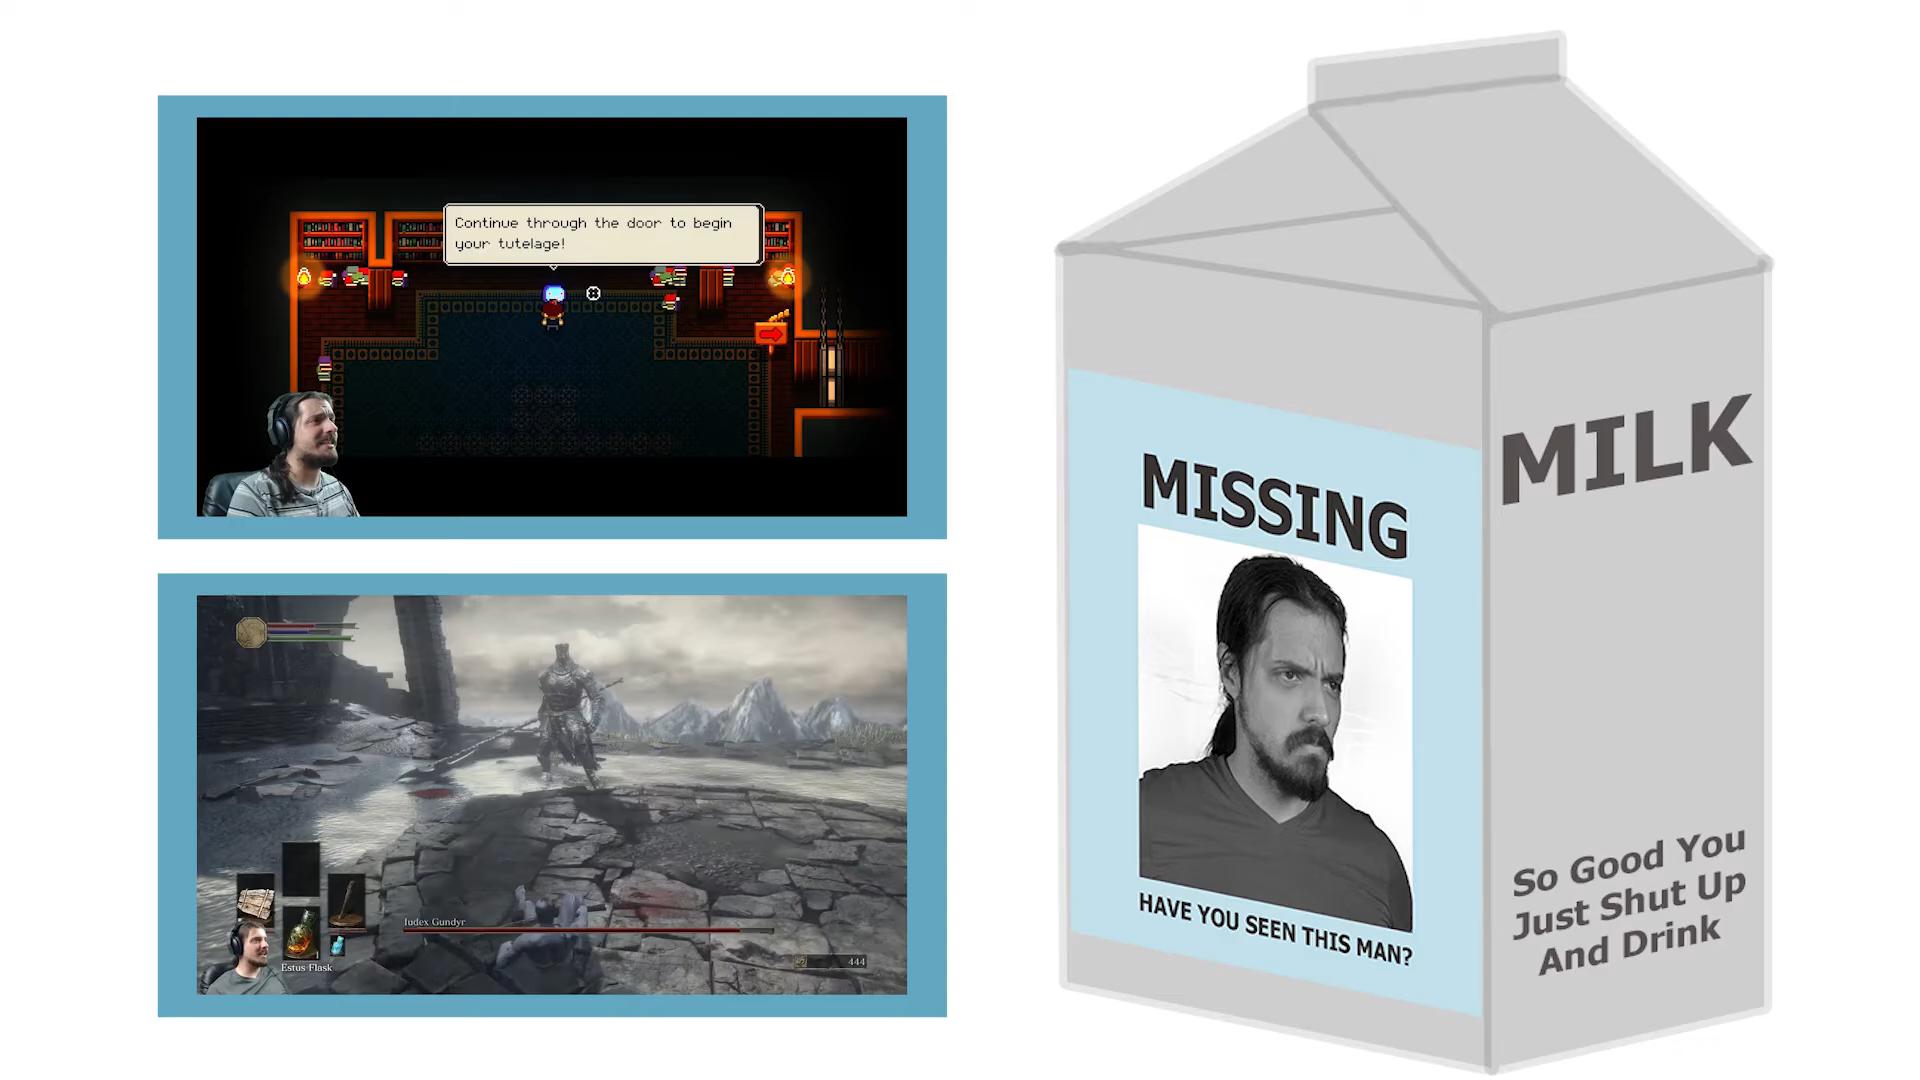 Continue through the door to begin
your tutelage!
Iudex Gundyr
Estus Flask
444
MISSING
HAVE YOU SEEN THIS MAN?
MILK
So Good You
Just Shut Up
And Drink